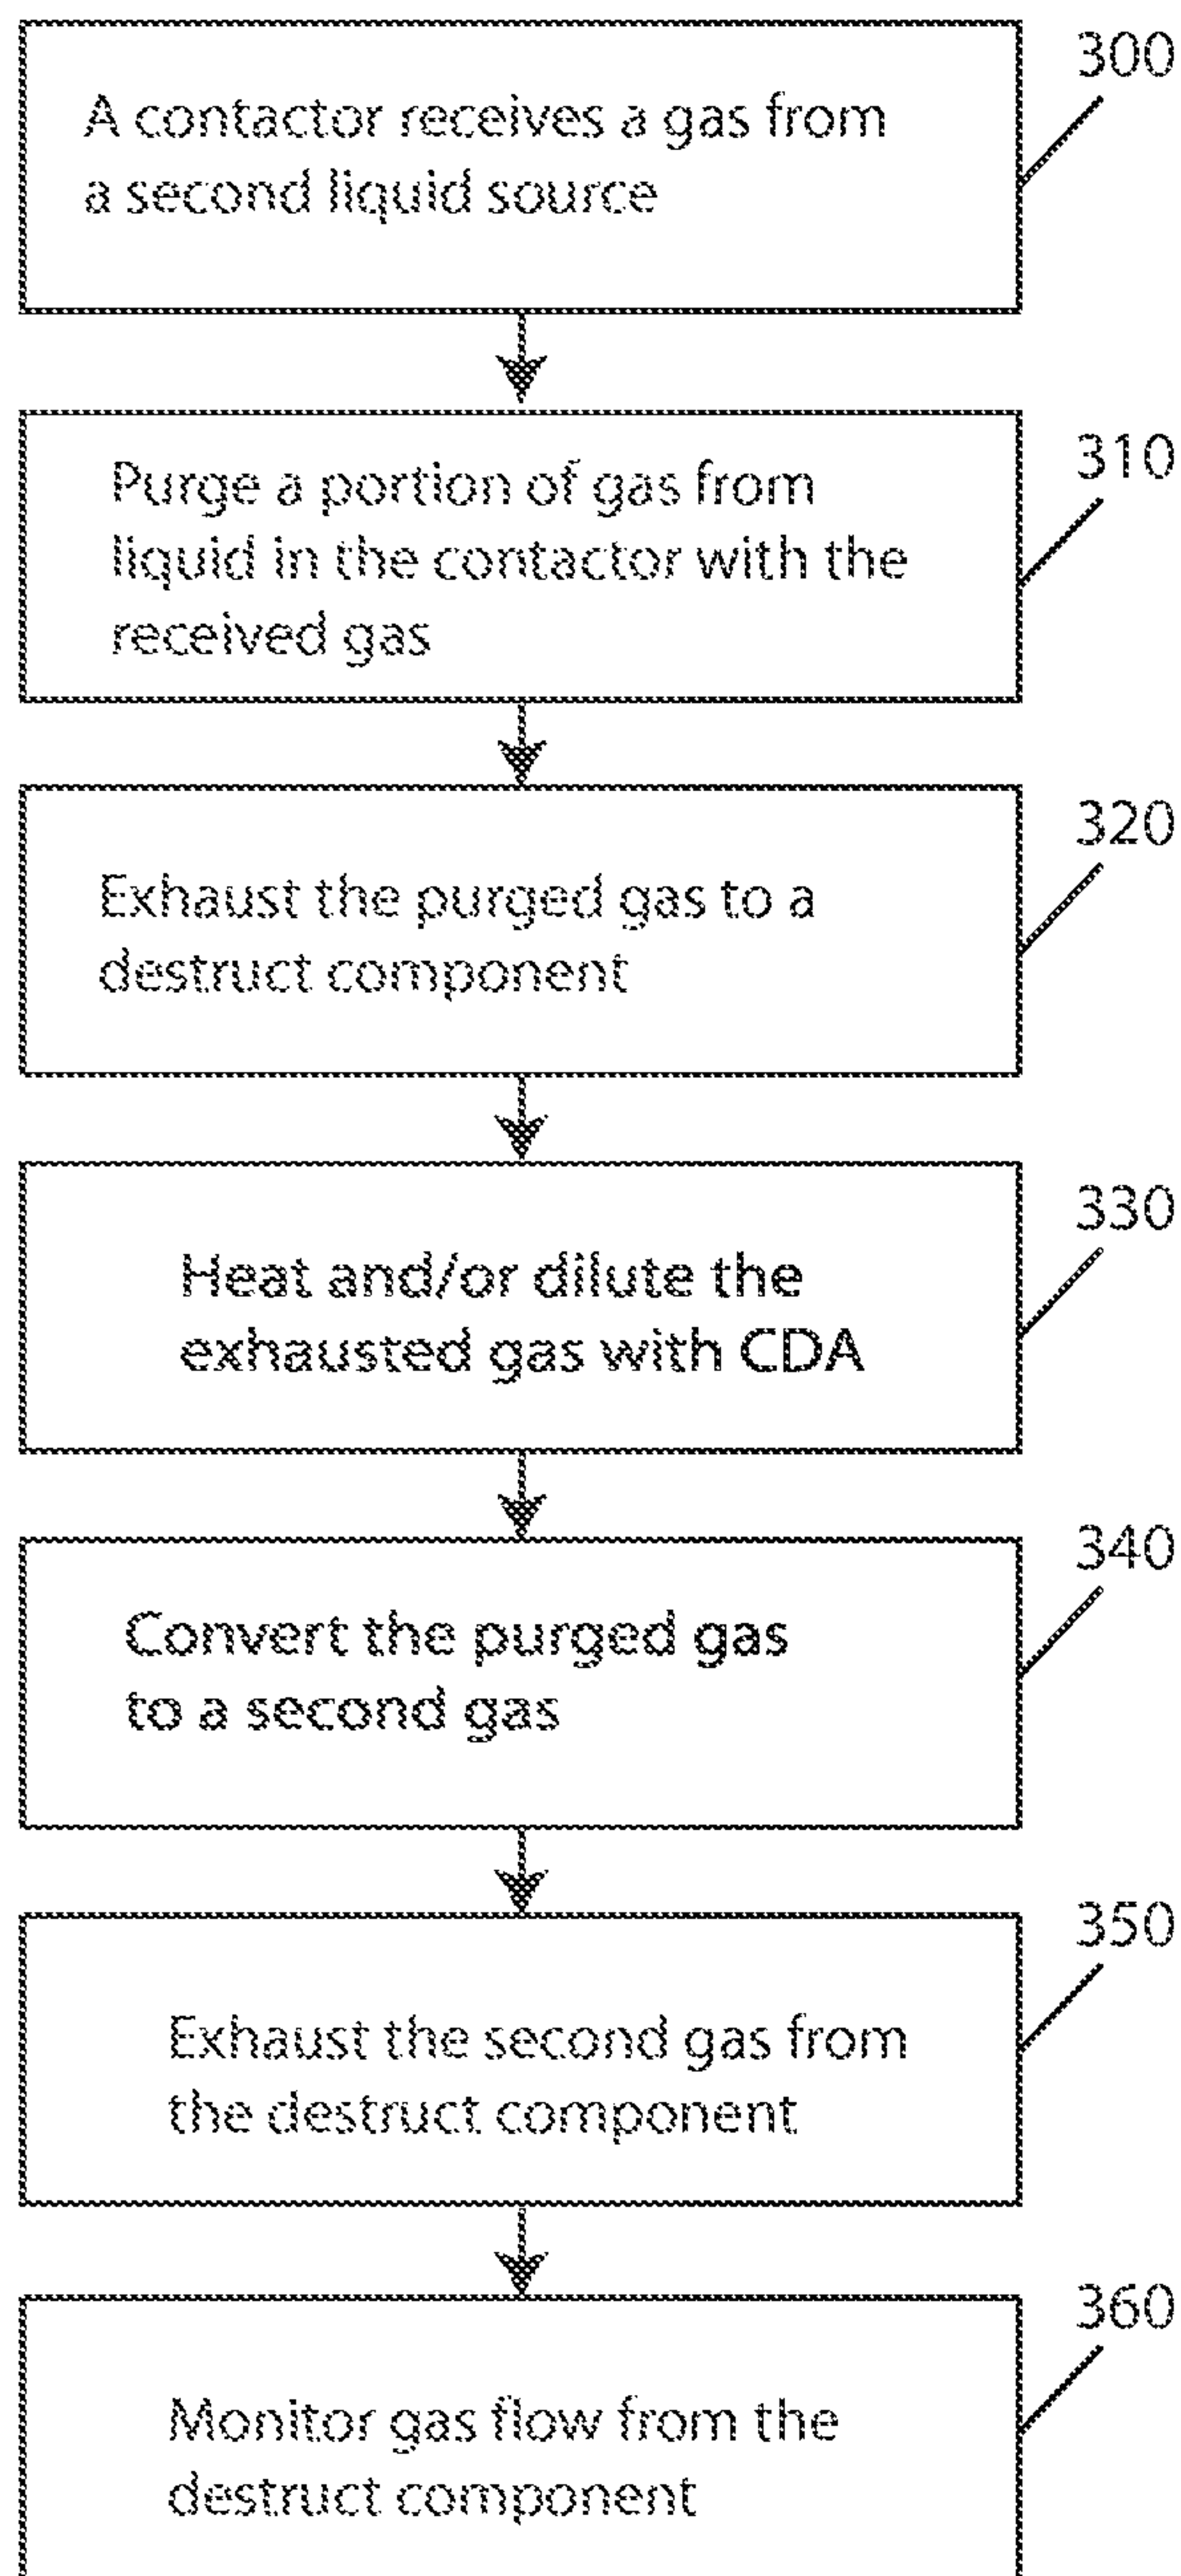 300
A contactor receives a gas from
a second liquid source
310
Purge a portion of gas from
liquid in the contactor with the
received gas
320
Exhaust the purged gas to a
destruct component
330
Heat and/or dilute the
exhausted gas with CDA
340
Convert the purged gas
to a second gas
350
Exhaust the second gas from
the destruct component
360
Monitor gas flow from the
destruct component